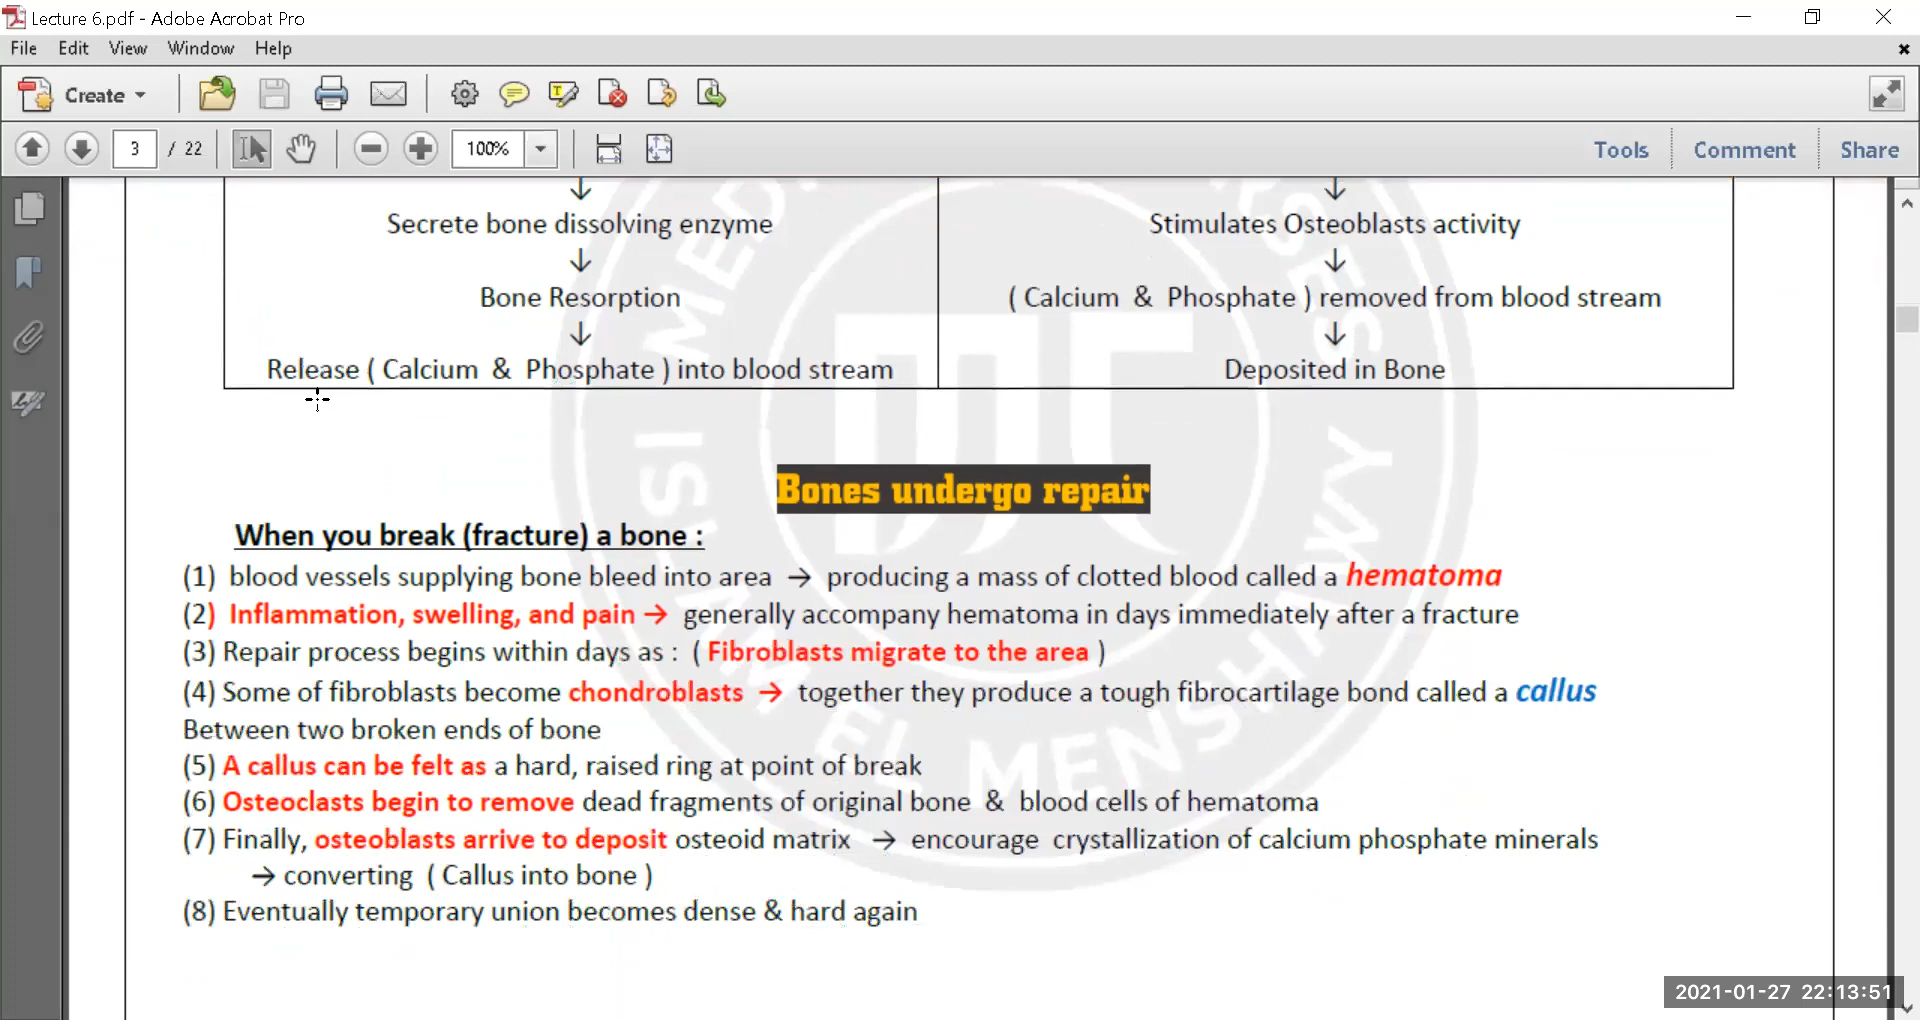 Lecture 6.pdf - Adobe Acrobat Pro
File Edit View Window Help
Create
3 / 22 100% Tools Comment Share
↓ ↓
Secrete bone dissolving enzyme
↓
Bone Resorption
↓
Release ( Calcium & Phosphate ) into blood stream
Stimulates Osteoblasts activity
↓
( Calcium & Phosphate ) removed from blood stream
↓
Deposited in Bone
Bones undergo repair
When you break (fracture) a bone :
(1) blood vessels supplying bone bleed into area → producing a mass of clotted blood called a hematoma
(2) Inflammation, swelling, and pain → generally accompany hematoma in days immediately after a fracture
(3) Repair process begins within days as : ( Fibroblasts migrate to the area )
(4) Some of fibroblasts become chondroblasts → together they produce a tough fibrocartilage bond called a callus
Between two broken ends of bone
(5) A callus can be felt as a hard, raised ring at point of break
(6) Osteoclasts begin to remove dead fragments of original bone & blood cells of hematoma
(7) Finally, osteoblasts arrive to deposit osteoid matrix → encourage crystallization of calcium phosphate minerals
→ converting ( Callus into bone )
(8) Eventually temporary union becomes dense & hard again
EL MENSHAWY
2021-01-27 22:13:51